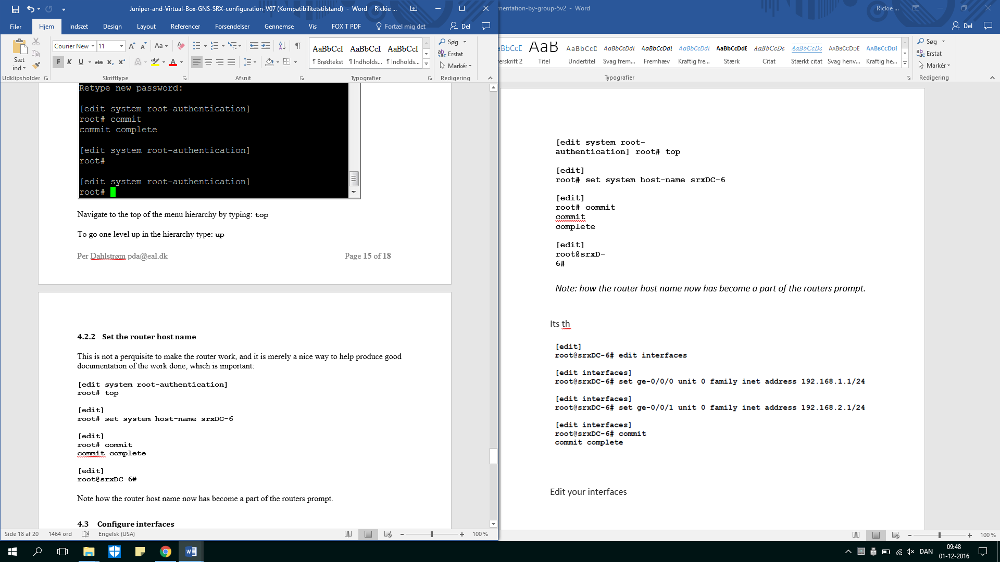 Juniper-and-Virtual-Box-GNS-SRX-configuration-V07 (Kompatibilitetstilstand) - Word
Rickie ...
Filer
Hjem
Indsæt
Design
Layout
Referencer
Forsendelser
Gennemse
Vis
FOXIT PDF
Fortæl mig det
Del
Sæt
ind
Courier New
11
Aa
F K U abc x₂ x²
A
AaBbCcI AaBbCcI AaBbCcI
¶ Brødtekst ¶ Indholds... ¶ Indholds...
Søg
Erstat
Markér
Udklipsholder
Skrifttype
Afsnit
Typografier
Redigering
Retype new password:
[edit system root-authentication]
root# commit
commit complete
[edit system root-authentication]
root#
[edit system root-authentication]
root#
Navigate to the top of the menu hierarchy by typing: top
To go one level up in the hierarchy type: up
Per Dahlstrøm pda@eal.dk
Page 15 of 18
4.2.2 Set the router host name
This is not a perquisite to make the router work, and it is merely a nice way to help produce good
documentation of the work done, which is important:
[edit system root-authentication]
root# top
[edit]
root# set system host-name srxDC-6
[edit]
root# commit
commit complete
[edit]
root@srxDC-6#
Note how the router host name now has become a part of the routers prompt.
4.3 Configure interfaces
Side 18 af 20
1464 ord
Engelsk (USA)
100 %
mentation-by-group-5v2 - Word
Rickie ...
Del
AaBbCcD AaBbCcDdE AaBbCcDdE
erskrift 2
Titel
Undertitel
Svag frem...
Fremhæv
Kraftig fre...
Stærk
Citat
Stærkt citat
Svag henv...
Kraftig he...
Søg
Erstat
Markér
Typografier
Redigering
[edit system root-
authentication] root# top
[edit]
root# set system host-name srxDC-6
[edit]
root# commit
commit
complete
[edit]
root@srxD-
6#
Note: how the router host name now has become a part of the routers prompt.
Its th
[edit]
root@srxDC-6# edit interfaces
[edit interfaces]
root@srxDC-6# set ge-0/0/0 unit 0 family inet address 192.168.1.1/24
[edit interfaces]
root@srxDC-6# set ge-0/0/1 unit 0 family inet address 192.168.2.1/24
[edit interfaces]
root@srxDC-6# commit
commit complete
Edit your interfaces
100 %
DAN
09:48
01-12-2016